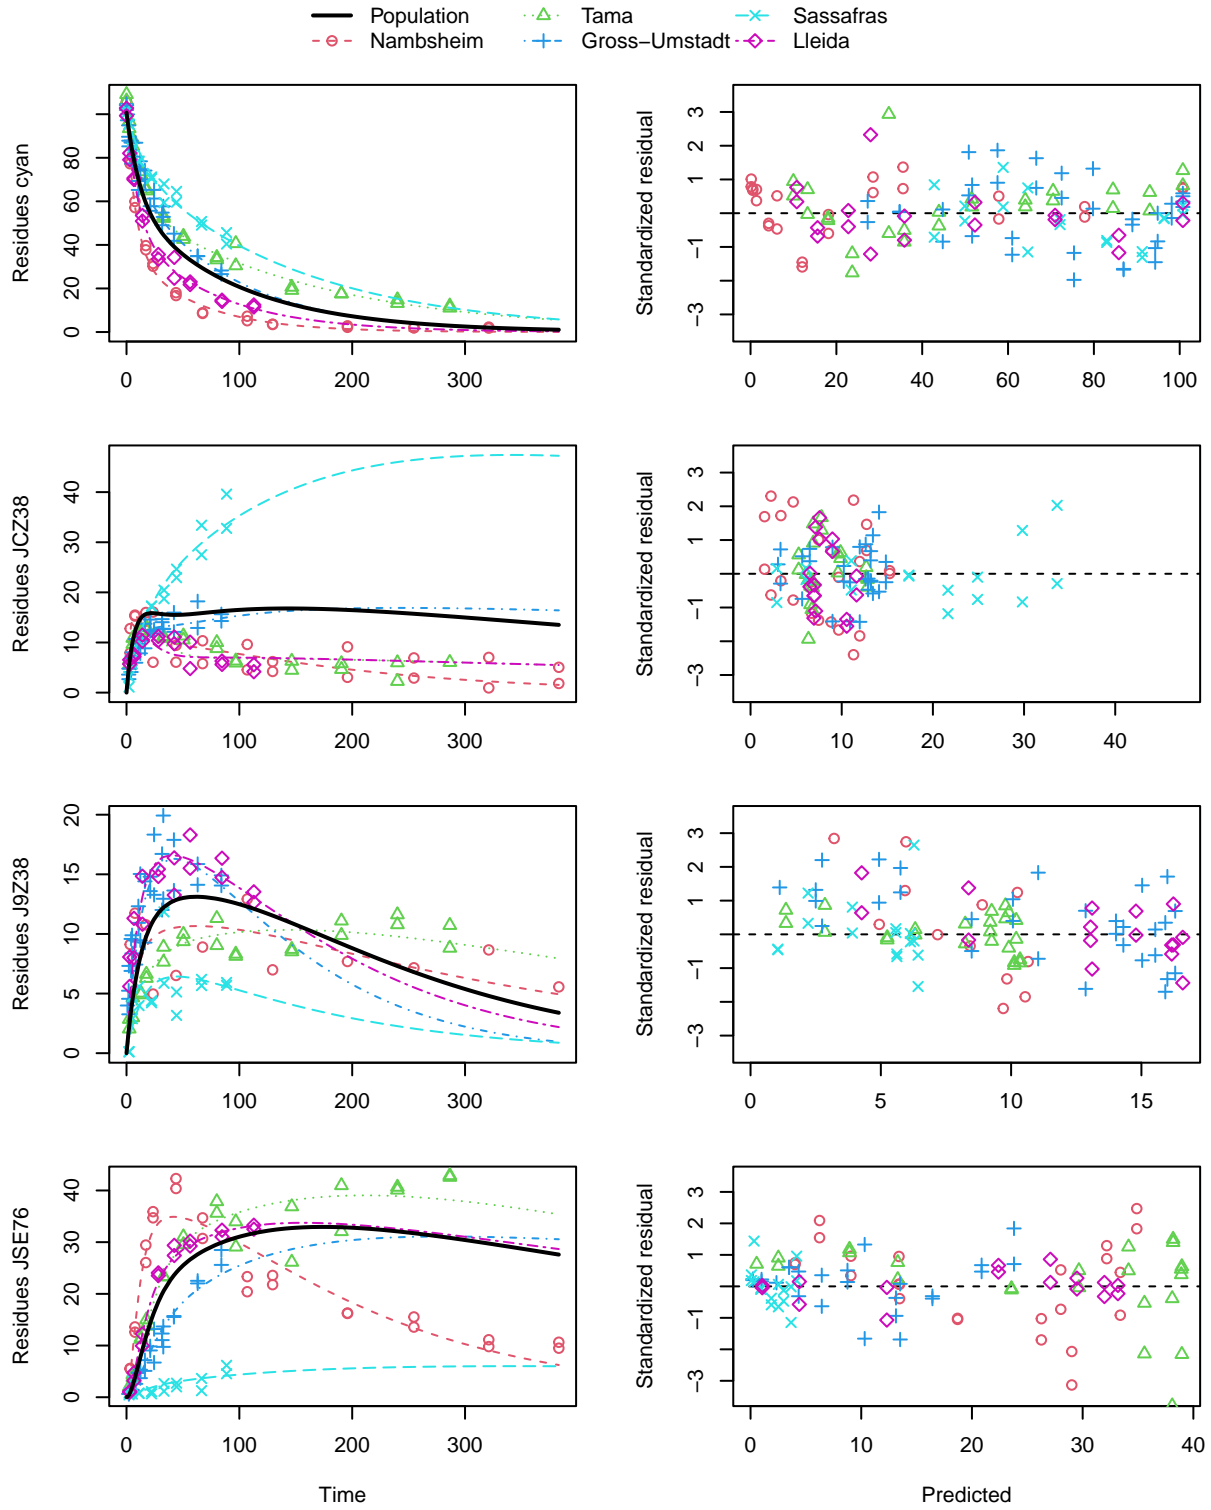 Population Tama Sassafras
Nambsheim Gross−Umstadt Lleida
Residues cyan
0 20 40 60 80
0 100 200 300
Standardized residual
−3 −1 1 3
0 20 40 60 80 100
Residues JCZ38
0 10 20 30 40
0 100 200 300
Standardized residual
−3 −1 1 3
0 10 20 30 40
Residues J9Z38
0 5 10 15 20
0 100 200 300
Standardized residual
−3 −1 1 3
0 5 10 15
Residues JSE76
0 10 20 30 40
0 100 200 300
Time
Standardized residual
−3 −1 1 2 3
0 10 20 30 40
Predicted